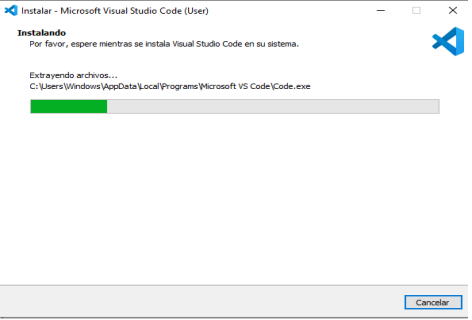 Instalar - Microsoft Visual Studio Code (User)
Instalando
Por favor, espere mientras se instala Visual Studio Code en su sistema.
Extrayendo archivos...
C:\Users\Windows\AppData\Local\Programs\Microsoft VS Code\Code.exe
Cancelar